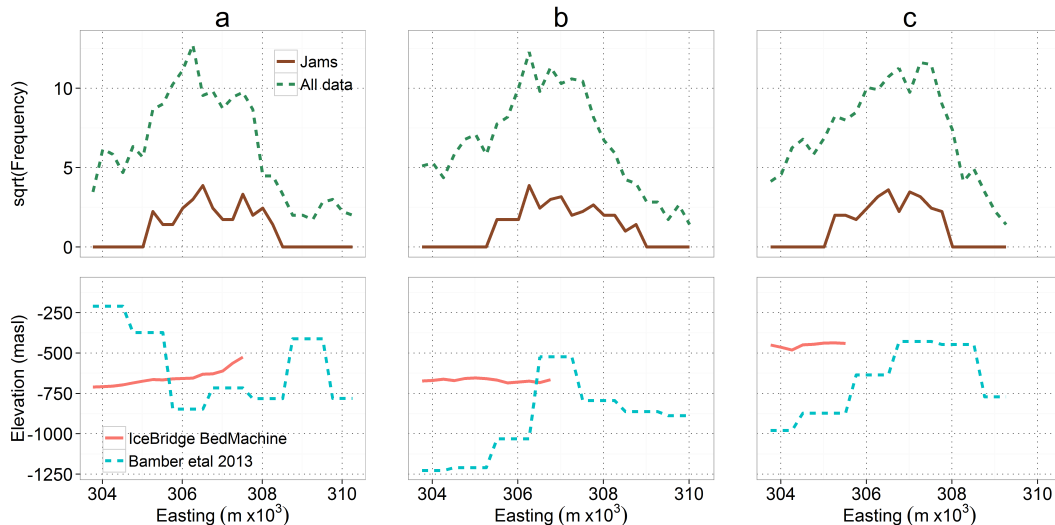 a b c
sqrt(Frequency)
10
5
0
Jams
All data
Elevation (masl)
-250
-500
-750
-1000
-1250
IceBridge BedMachine
Bamber etal 2013
304 306 308 310
304 306 308 310
304 306 308 310
Easting (m x10³)
Easting (m x10³)
Easting (m x10³)